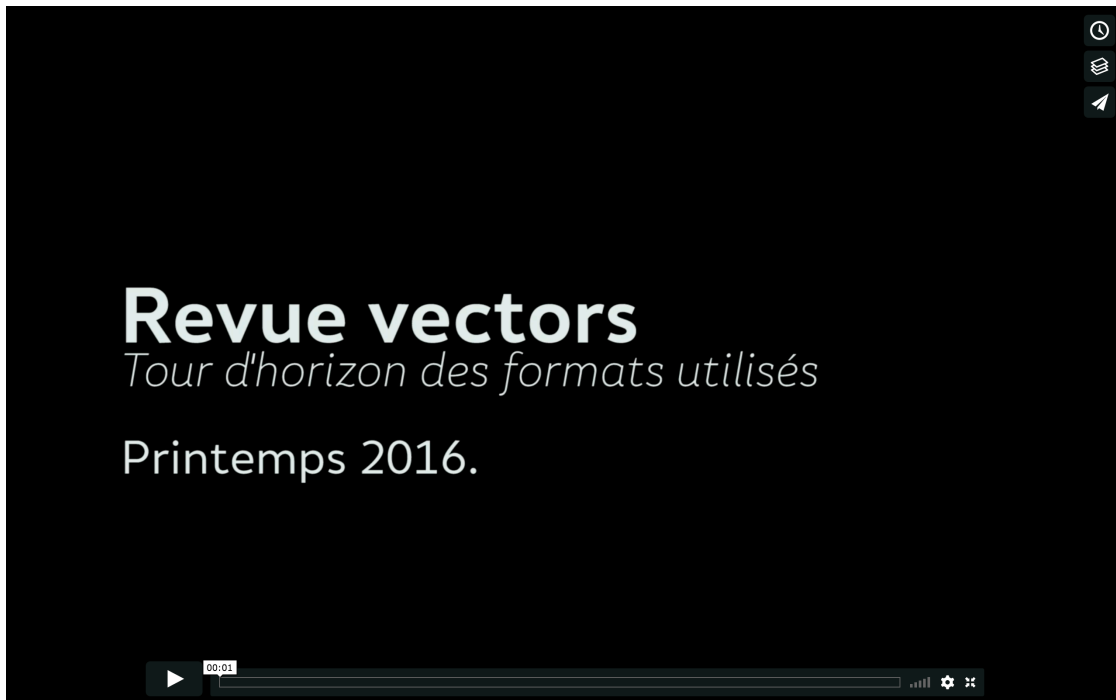 Revue vectors
Tour d'horizon des formats utilisés
Printemps 2016.
00:01